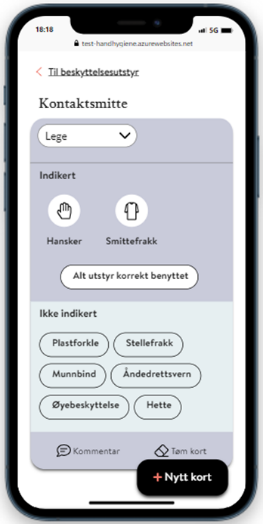 18:18
5G
test-handhygiene.azurewebsites.net
Til beskyttelsesutstyr
Kontaktsmitte
Lege
Indikert
Hansker Smittefrakk
Alt utstyr korrekt benyttet
Ikke indikert
Plastforkle Stellefrakk
Munnbind Åndedrettsvern
Øyebeskyttelse Hette
Kommentar Tøm kort
+ Nytt kort